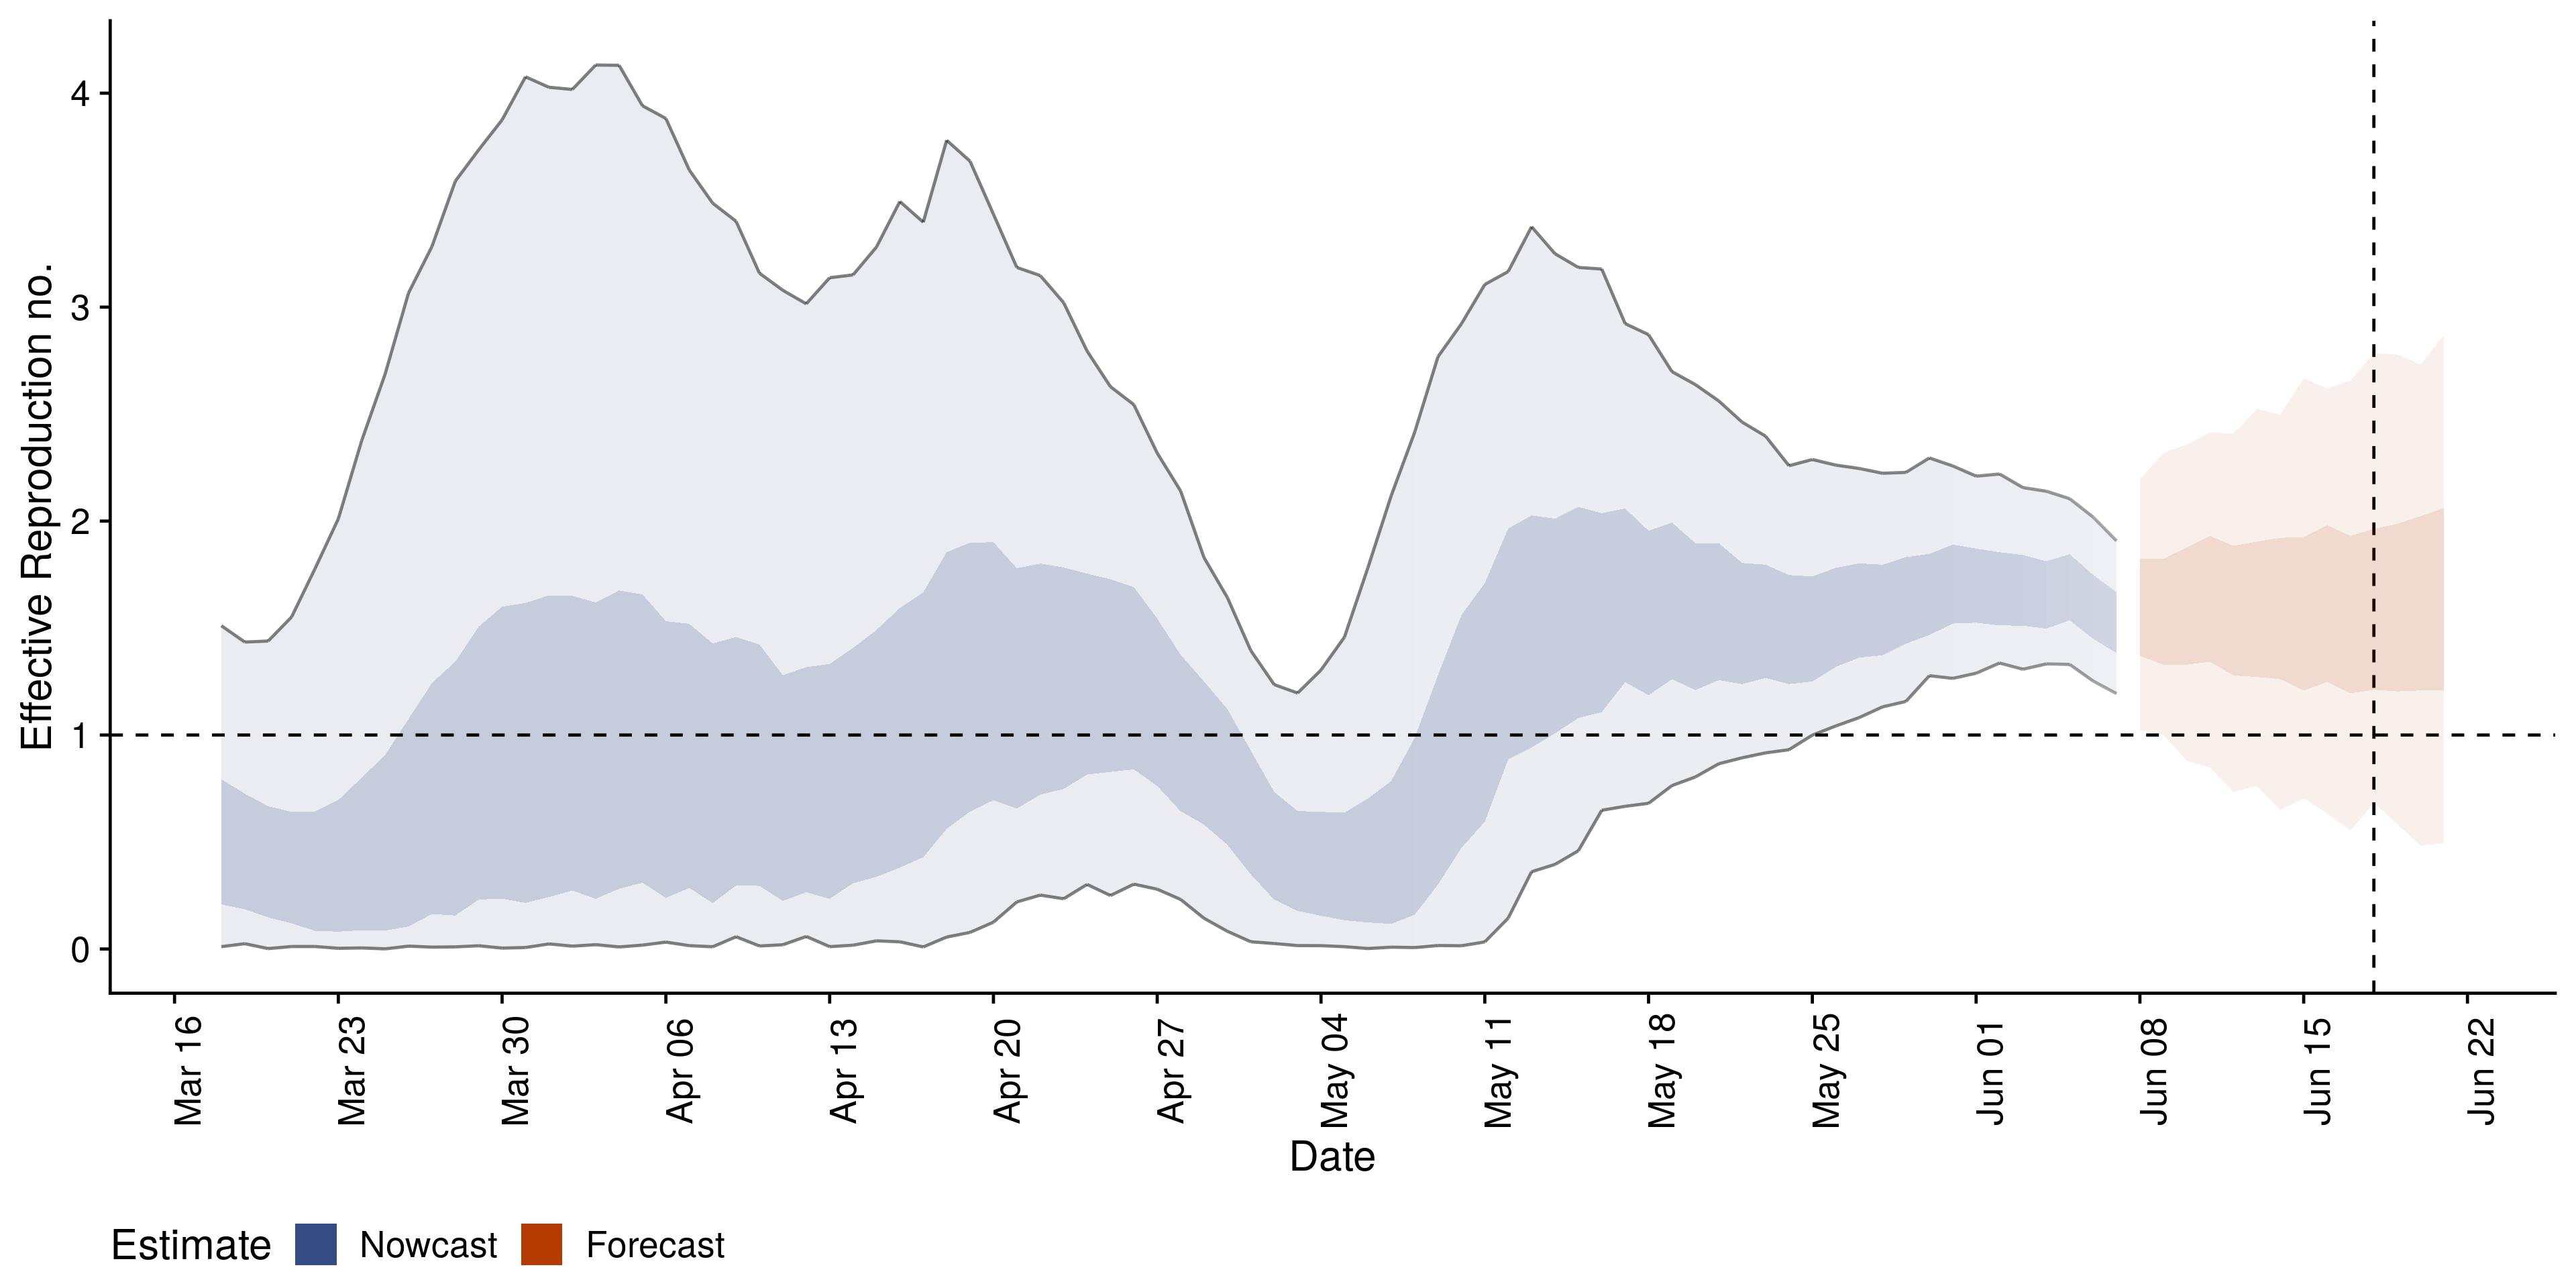 Effective Reproduction no.
4
3
2
1
0
Mar 16
Mar 23
Mar 30
Apr 06
Apr 13
Apr 20
Apr 27
May 04
May 11
May 18
May 25
Jun 01
Jun 08
Jun 15
Jun 22
Date
Estimate Nowcast Forecast